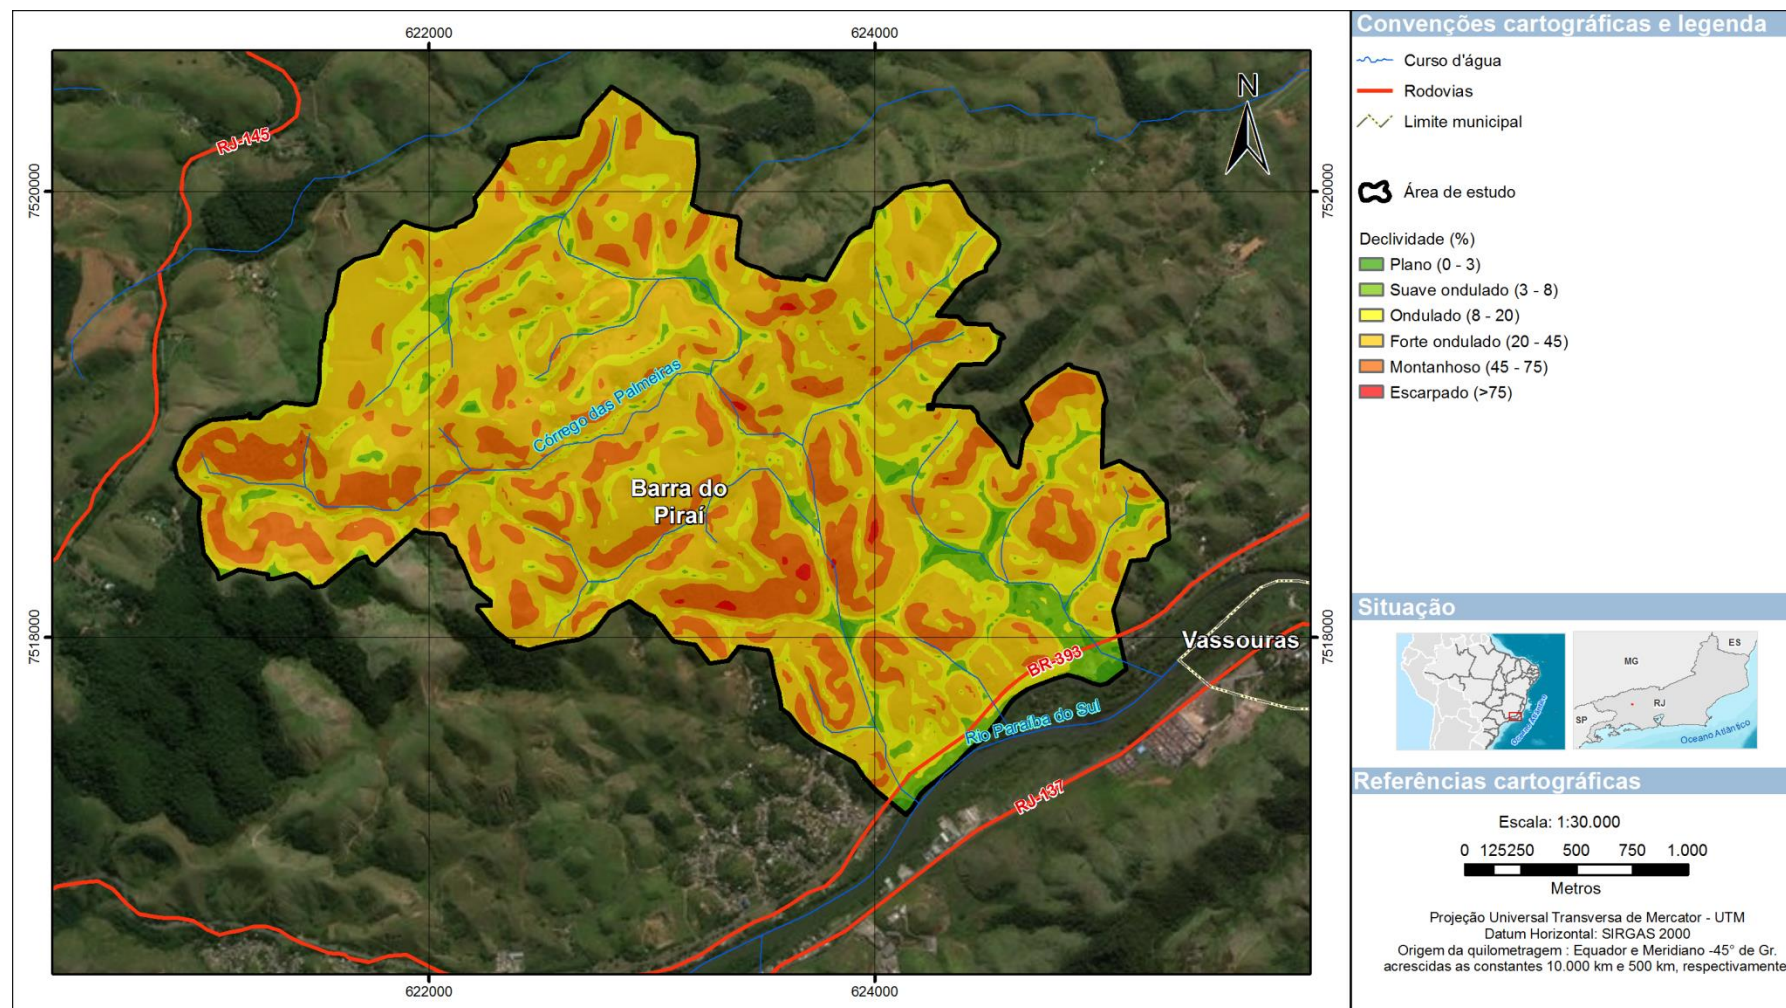 622000
624000
Convenções cartográficas e legenda
Curso d'água
Rodovias
Limite municipal
Área de estudo
Declividade (%)
Plano (0 - 3)
Suave ondulado (3 - 8)
Ondulado (8 - 20)
Forte ondulado (20 - 45)
Montanhoso (45 - 75)
Escarpado (>75)
N
RJ-145
7520000
7520000
Córrego das Palmeiras
Barra do
Piraí
7518000
7518000
Vassouras
BR-393
Rio Paraíba do Sul
RJ-137
622000
624000
Situação
Oceano Atlântico
MG
ES
SP
RJ
Oceano Atlântico
Referências cartográficas
Escala: 1:30.000
0 125250 500 750 1.000
Metros
Projeção Universal Transversa de Mercator - UTM
Datum Horizontal: SIRGAS 2000
Origem da quilometragem : Equador e Meridiano -45° de Gr.
acrescidas as constantes 10.000 km e 500 km, respectivamente